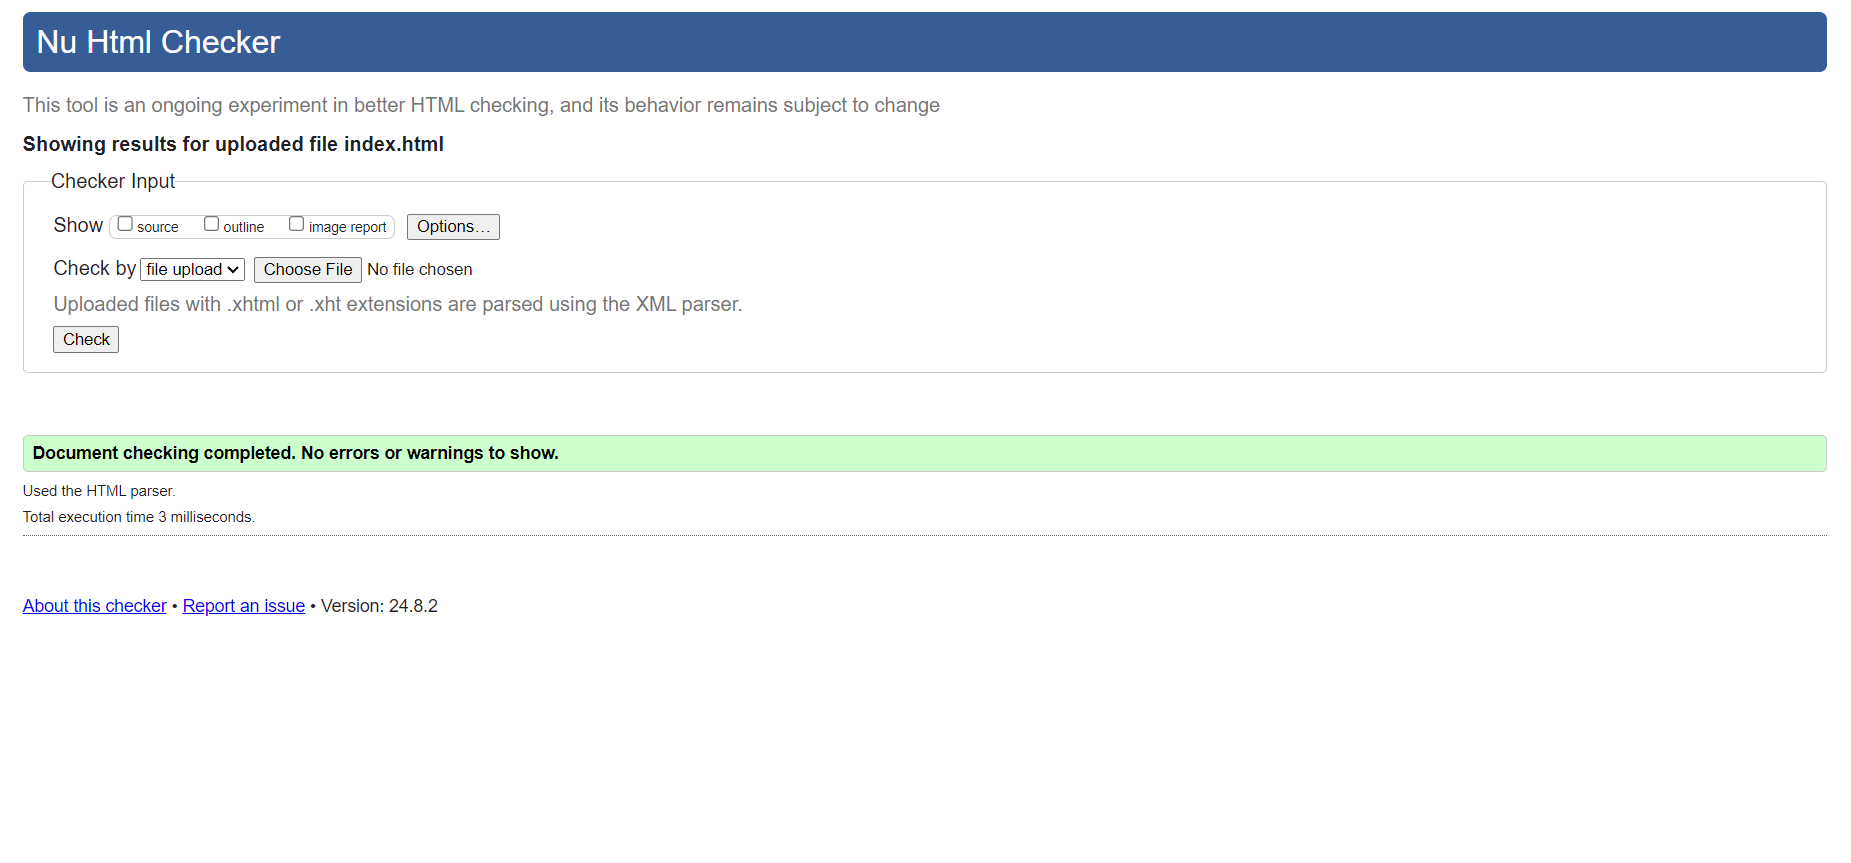 Nu Html Checker
This tool is an ongoing experiment in better HTML checking, and its behavior remains subject to change
Showing results for uploaded file index.html
Checker Input
Show source outline image report Options…
Check by file upload Choose File No file chosen
Uploaded files with .xhtml or .xht extensions are parsed using the XML parser.
Check
Document checking completed. No errors or warnings to show.
Used the HTML parser.
Total execution time 3 milliseconds.
About this checker • Report an issue • Version: 24.8.2